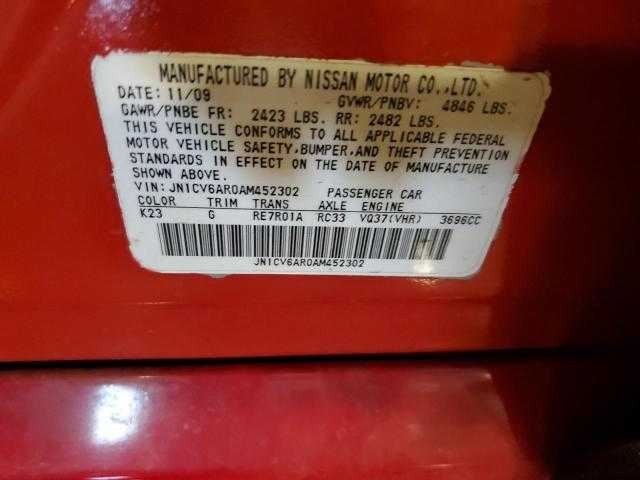 MANUFACTURED BY NISSAN MOTOR CO.,LTD.
DATE: 11/09 GVWR/PNBV: 4846 LBS.
GAWR/PNBE FR: 2423 LBS. RR: 2482 LBS.
THIS VEHICLE CONFORMS TO ALL APPLICABLE FEDERAL
MOTOR VEHICLE SAFETY,BUMPER,AND THEFT PREVENTION
STANDARDS IN EFFECT ON THE DATE OF MANUFACTURE
SHOWN ABOVE.
VIN: JN1CV6AR0AM452302 PASSENGER CAR
COLOR TRIM TRANS AXLE ENGINE
K23 G RE7R01A RC33 VQ37(VHR) 3696CC
JN1CV6AR0AM452302